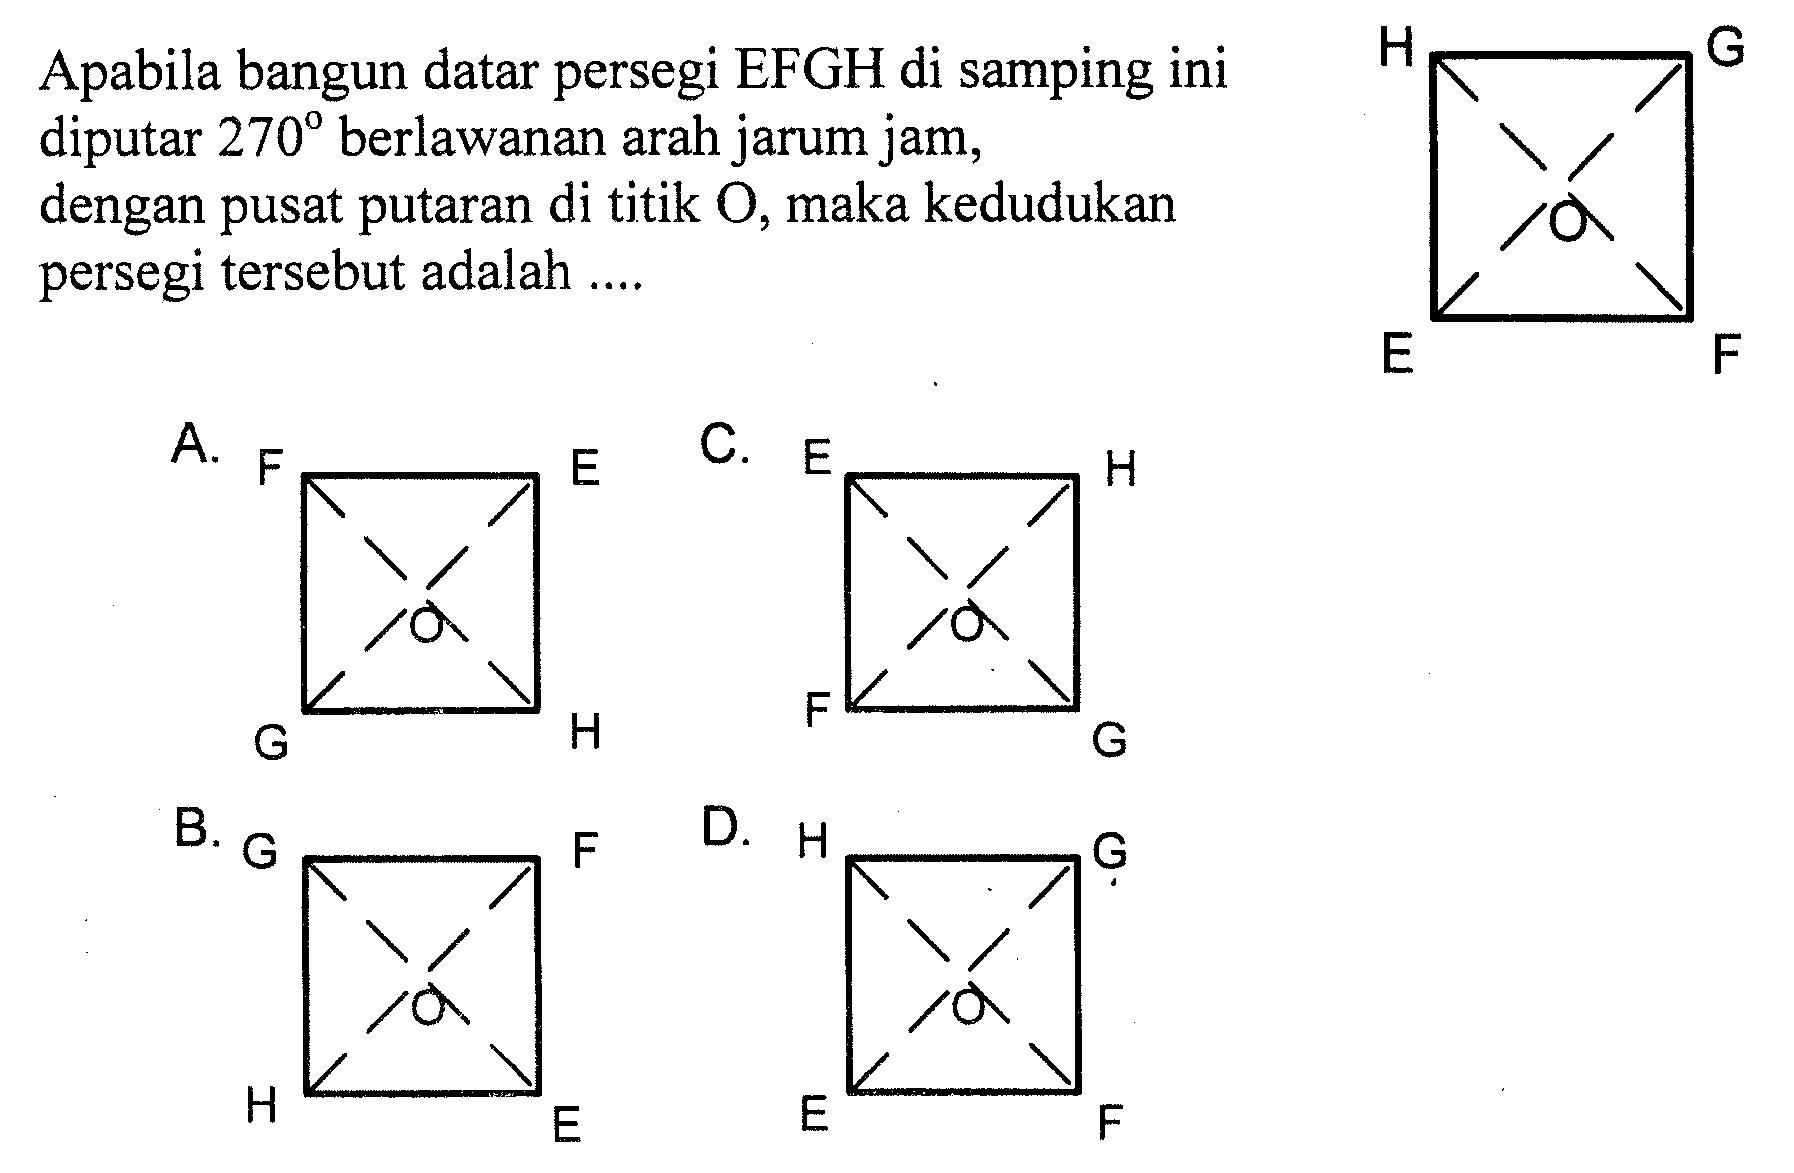 Apabila bangun datar persegi EFGH di samping ini
diputar 270° berlawanan arah jarum jam,
dengan pusat putaran di titik O, maka kedudukan
persegi tersebut adalah ....
H G
O
E F
A. F E
O
G H
C. E H
O
F G
B. G F
O
H E
D. H G
O
E F